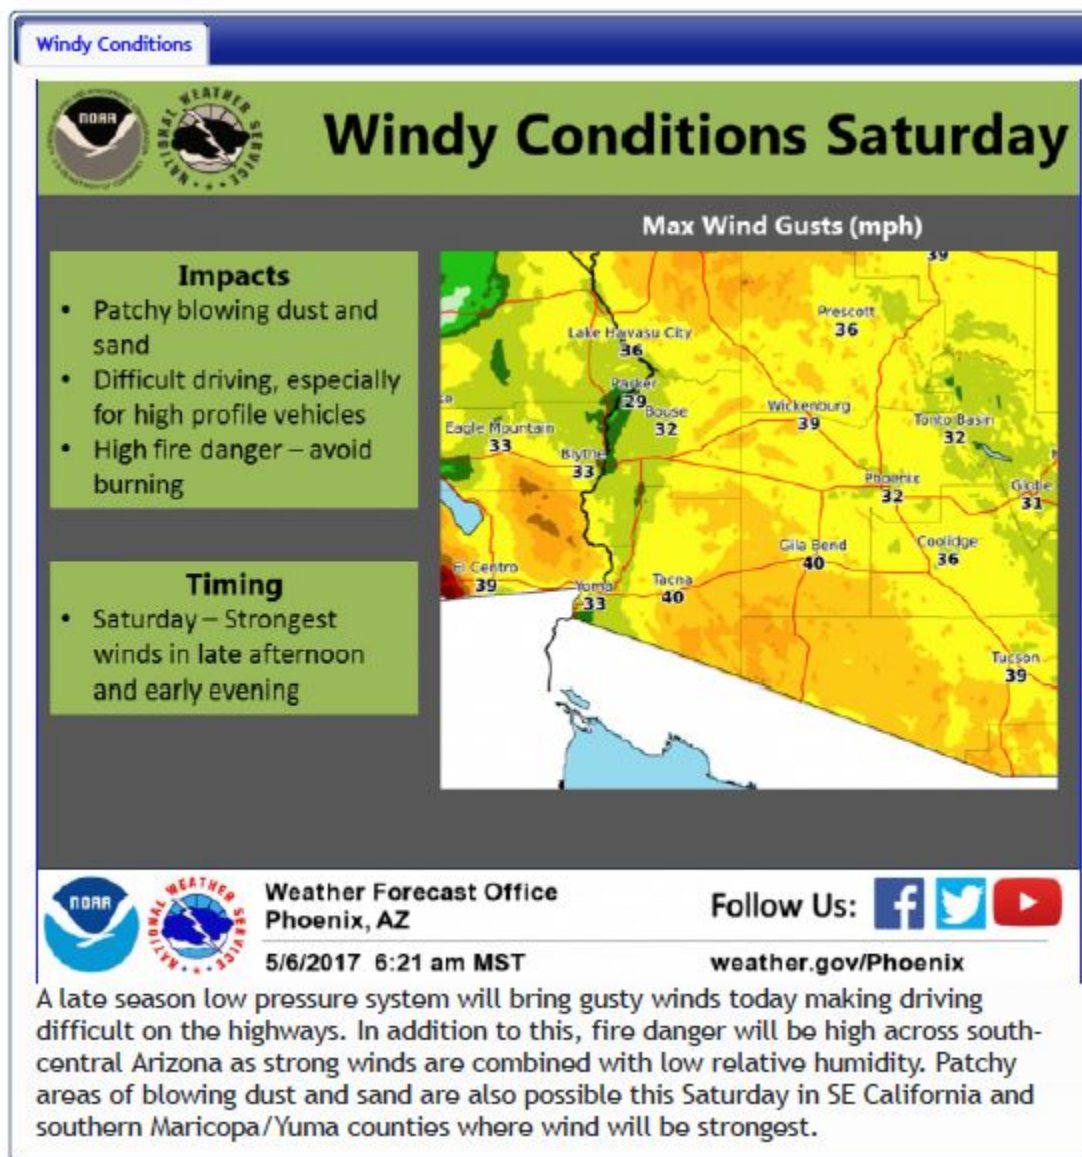 Windy Conditions
NOAA
NATIONAL WEATHER SERVICE
Windy Conditions Saturday
Max Wind Gusts (mph)
Impacts
• Patchy blowing dust and
sand
• Difficult driving, especially
for high profile vehicles
• High fire danger – avoid
burning
Timing
• Saturday – Strongest
winds in late afternoon
and early evening
39
Prescott
36
Lake Havasu City
36
Parker
29
Bouse
32
Wickenburg
39
Tonto Basin
32
Eagle Mountain
33
Blythe
33
Phoenix
32
Globe
31
Gila Bend
40
Coolidge
36
El Centro
39
Yuma
33
Tacna
40
Tucson
39
NOAA
NATIONAL WEATHER SERVICE
Weather Forecast Office
Phoenix, AZ
Follow Us:
5/6/2017 6:21 am MST
weather.gov/Phoenix
A late season low pressure system will bring gusty winds today making driving
difficult on the highways. In addition to this, fire danger will be high across south-
central Arizona as strong winds are combined with low relative humidity. Patchy
areas of blowing dust and sand are also possible this Saturday in SE California and
southern Maricopa/Yuma counties where wind will be strongest.